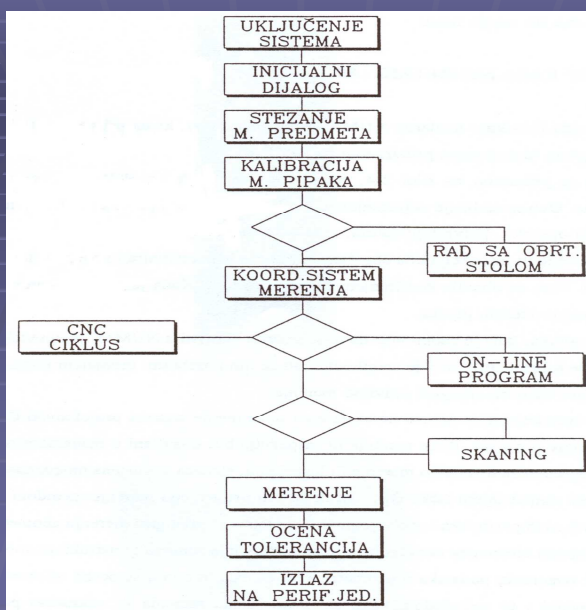 UKLJUČENJE
SISTEMA
INICIJALNI
DIJALOG
STEZANJE
M. PREDMETA
KALIBRACIJA
M. PIPAKA
RAD SA OBRT.
STOLOM
KOORD.SISTEM
MERENJA
CNC
CIKLUS
ON-LINE
PROGRAM
SKANING
MERENJE
OCENA
TOLERANCIJA
IZLAZ
NA PERIF.JED.